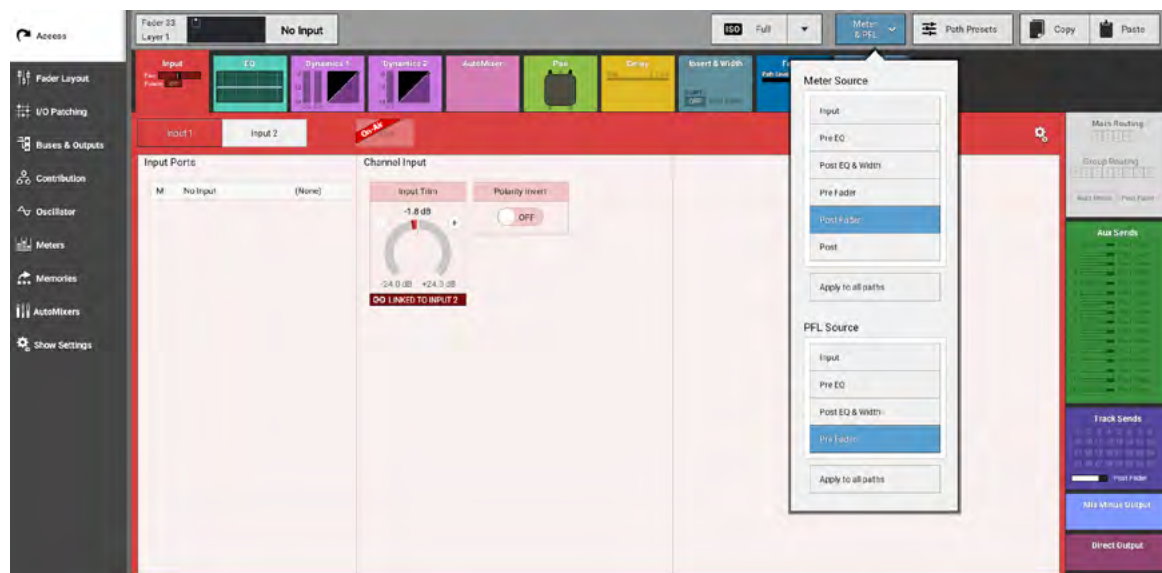 Access
Fader Layout
I/O Patching
Buses & Outputs
Contribution
Oscillator
Meters
Memories
AutoMixers
Show Settings
Fader 33
Layer 1
No Input
ISO Full
Meter
& PFL
Path Presets
Copy
Paste
Input
EQ
Dynamics 1
Dynamics 2
AutoMixer
Pan
Delay
Insert & Width
OFF
Input 1
Input 2
On-Air
Input Ports
M No Input (None)
Channel Input
Input Trim
-1.8 dB
-24.0 dB +24.0 dB
LINKED TO INPUT 2
Polarity Invert
OFF
Meter Source
Input
Pre EQ
Post EQ & Width
Pre Fader
Post Fader
Post
Apply to all paths
PFL Source
Input
Pre EQ
Post EQ & Width
Pre Fader
Apply to all paths
Main Routing
Group Routing
Aux Sends
Track Sends
Post Fader
Mix Minus Output
Direct Output